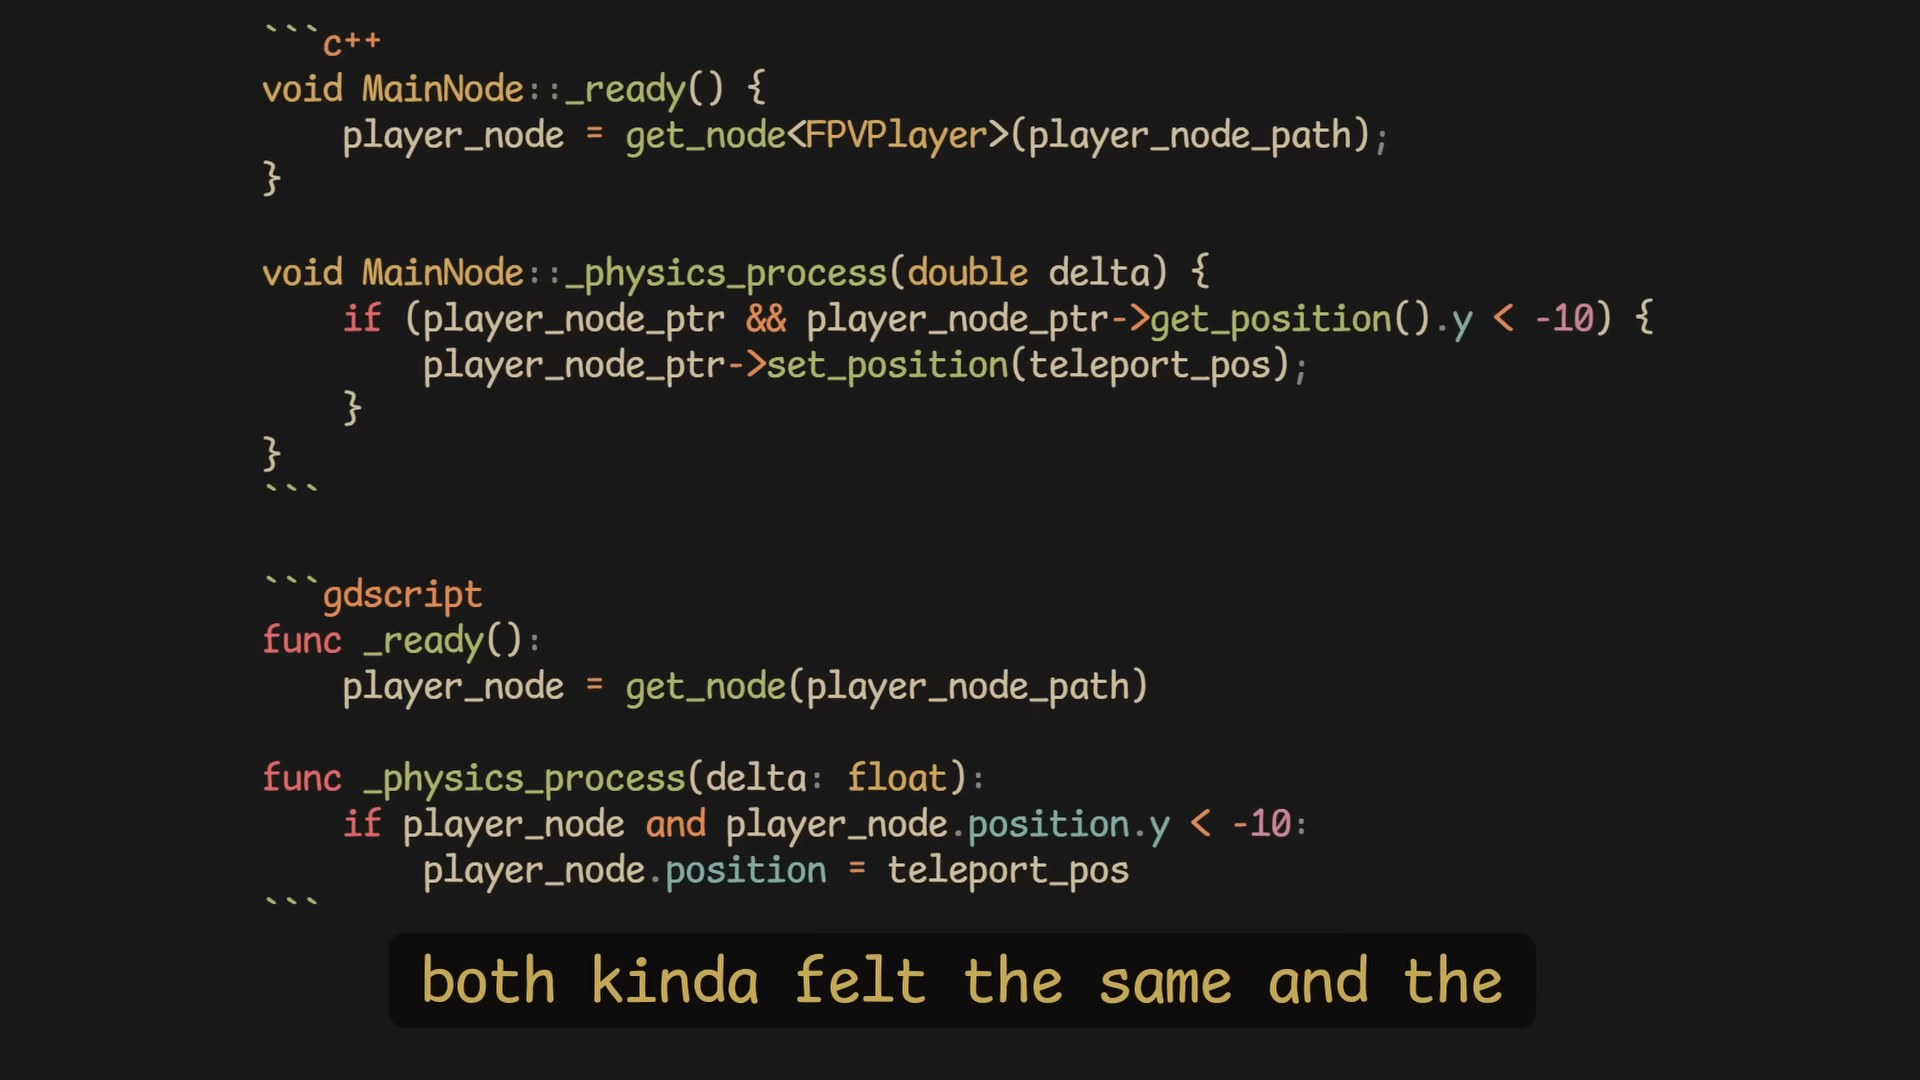 ```c++
void MainNode::_ready() {
    player_node = get_node<FPVPlayer>(player_node_path);
}

void MainNode::_physics_process(double delta) {
    if (player_node_ptr && player_node_ptr->get_position().y < -10) {
        player_node_ptr->set_position(teleport_pos);
    }
}
```

```gdscript
func _ready():
    player_node = get_node(player_node_path)

func _physics_process(delta: float):
    if player_node and player_node.position.y < -10:
        player_node.position = teleport_pos
```
both kinda felt the same and the